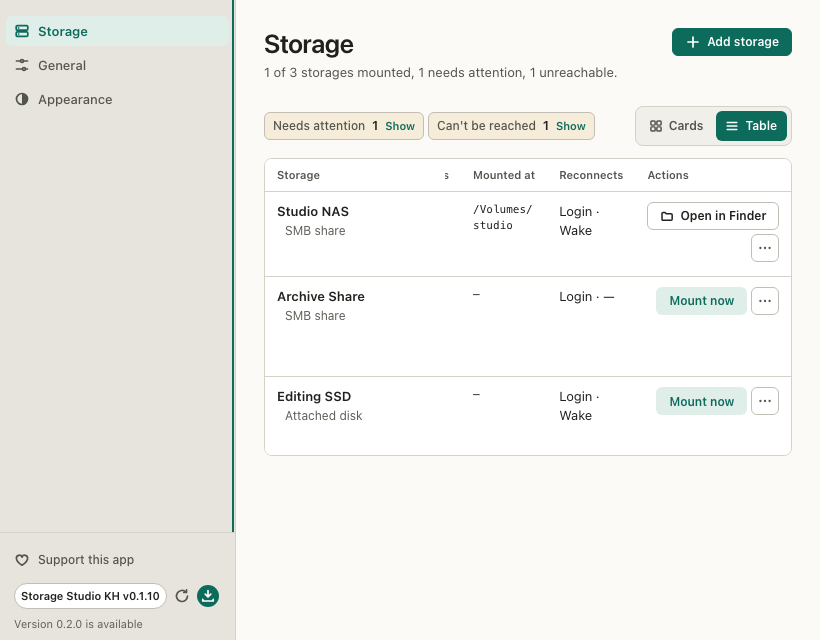 Storage
General
Appearance
Support this app
Storage Studio KH v0.1.10
Version 0.2.0 is available
Storage
Add storage
1 of 3 storages mounted, 1 needs attention, 1 unreachable.
Needs attention 1 Show
Can't be reached 1 Show
Cards
Table
Storage s Mounted at Reconnects Actions
Studio NAS
SMB share
/Volumes/
studio
Login ·
Wake
Open in Finder
Archive Share
SMB share
–
Login · —
Mount now
Editing SSD
Attached disk
–
Login ·
Wake
Mount now